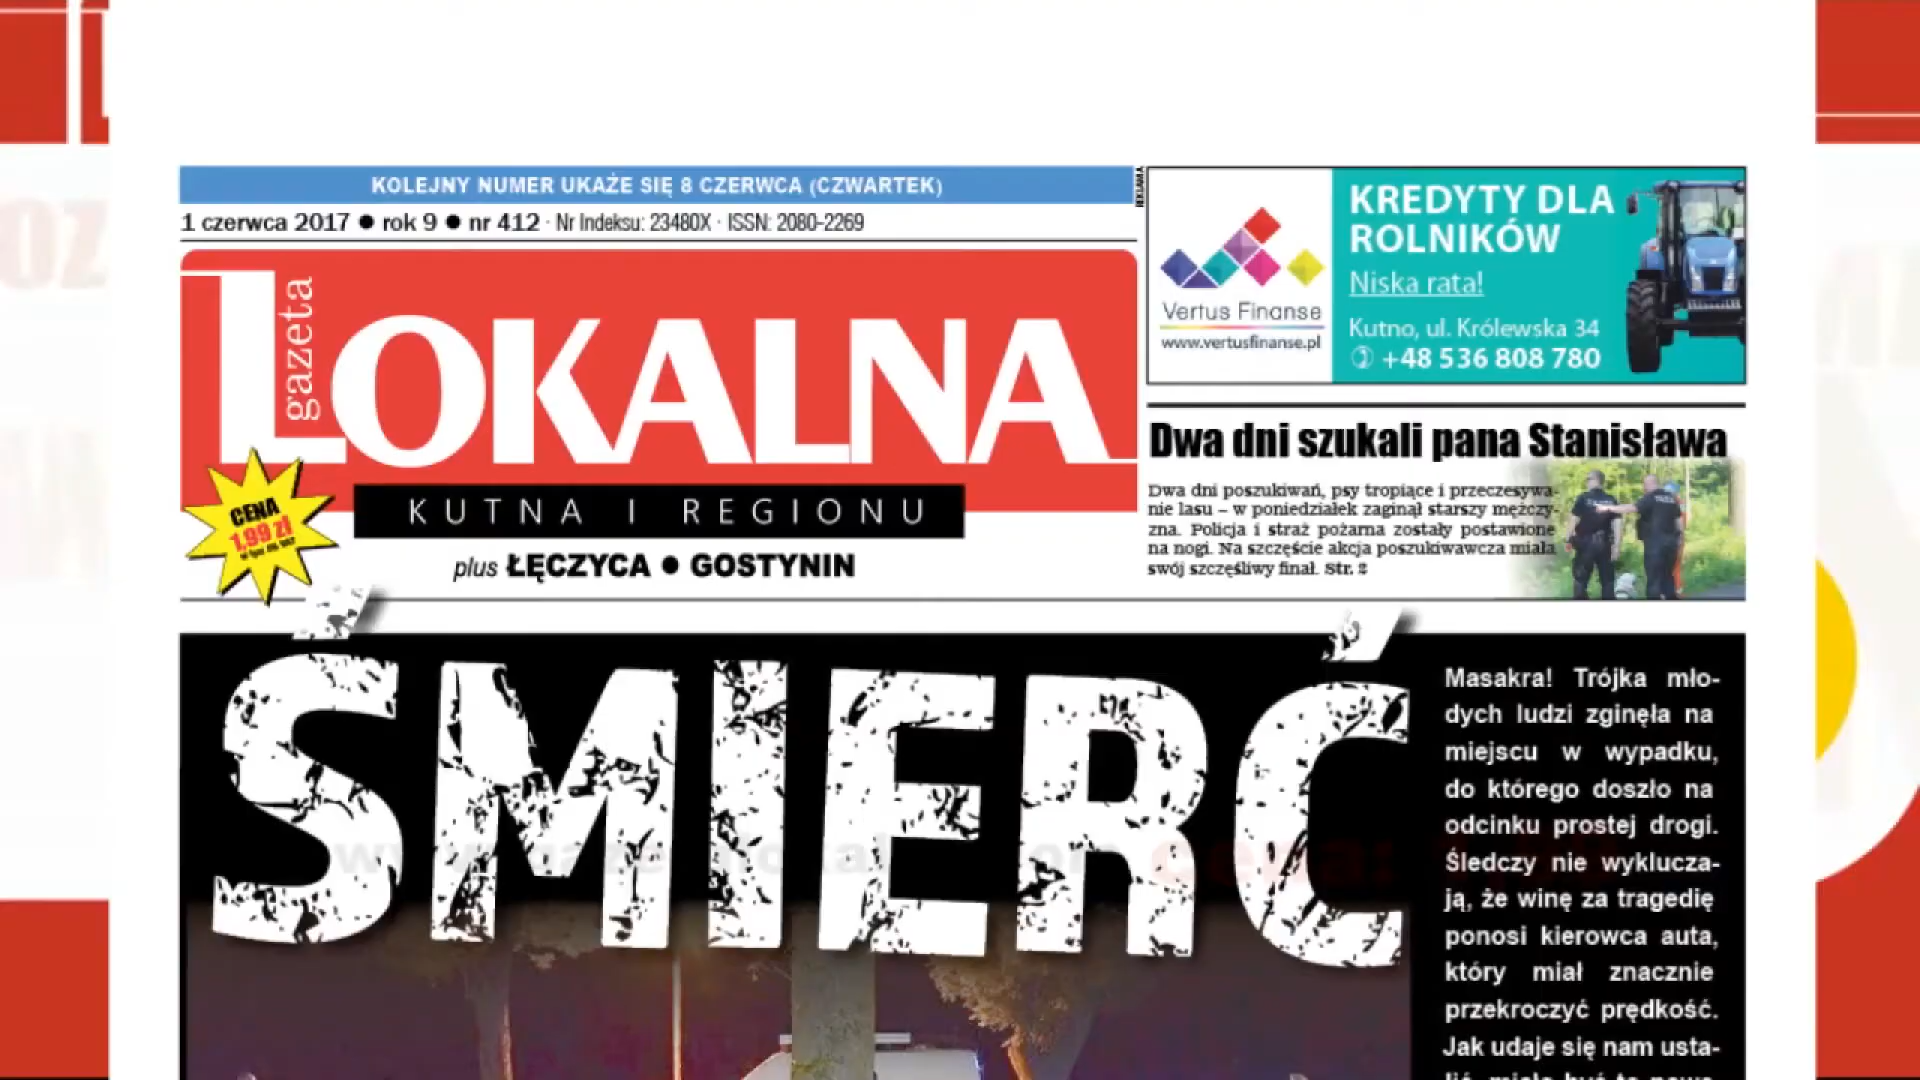 KOLEJNY NUMER UKAŻE SIĘ 8 CZERWCA (CZWARTEK)
1 czerwca 2017 ● rok 9 ● nr 412 · Nr Indeksu: 23480X · ISSN: 2080-2269
gazeta
LOKALNA
KUTNA I REGIONU
plus ŁĘCZYCA ● GOSTYNIN
CENA
1,99 zł
REKLAMA
Vertus Finanse
www.vertusfinanse.pl
KREDYTY DLA
ROLNIKÓW
Niska rata!
Kutno, ul. Królewska 34
+48 536 808 780
Dwa dni szukali pana Stanisława
Dwa dni poszukiwań, psy tropiące i przeczesywa-
nie lasu – w poniedziałek zaginął starszy mężczy-
zna. Policja i straż pożarna zostały postawione
na nogi. Na szczęście akcja poszukiwawcza miała
swój szczęśliwy finał. Str. 2
ŚMIERĆ
Masakra! Trójka mło-
dych ludzi zginęła na
miejscu w wypadku,
do którego doszło na
odcinku prostej drogi.
Śledczy nie wyklucza-
ją, że winę za tragedię
ponosi kierowca auta,
który miał znacznie
przekroczyć prędkość.
Jak udaje się nam usta-